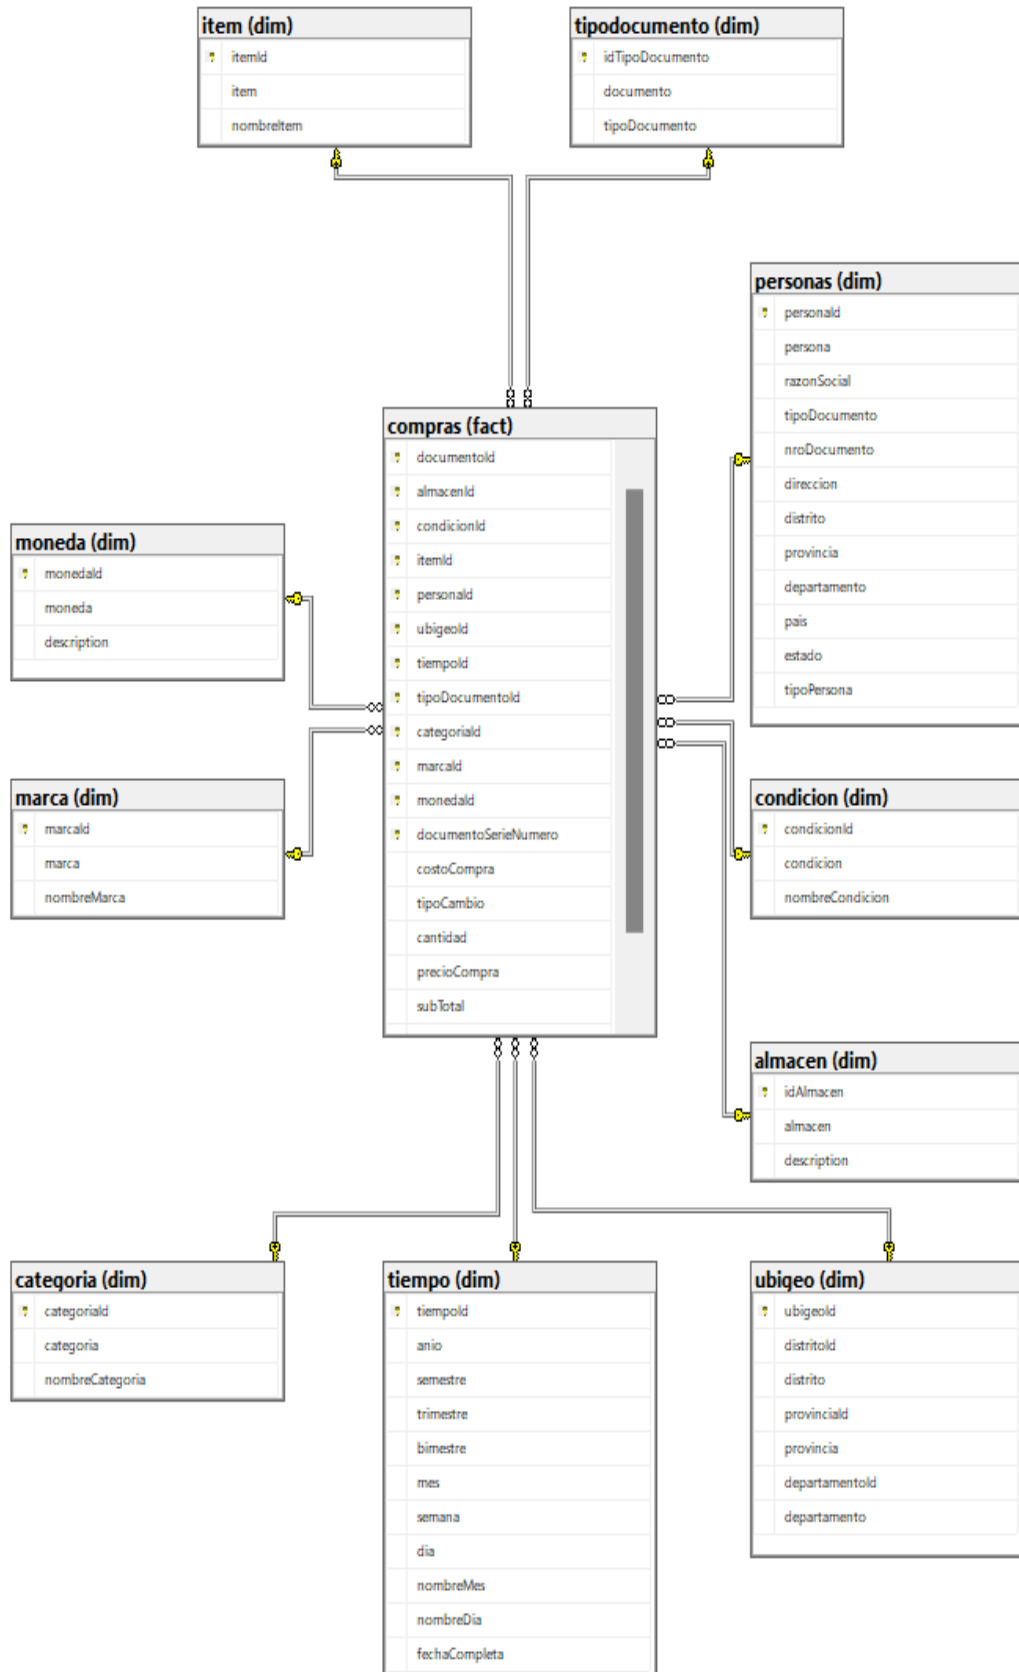 item (dim)
itemId
item
nombreItem
tipodocumento (dim)
idTipoDocumento
documento
tipoDocumento
personas (dim)
personaId
persona
razonSocial
tipoDocumento
nroDocumento
direccion
distrito
provincia
departamento
pais
estado
tipoPersona
compras (fact)
documentoId
almacenId
condicionId
itemId
personaId
ubigeoId
tiempoId
tipoDocumentoId
categoriaId
marcaId
monedaId
documentoSerieNumero
costoCompra
tipoCambio
cantidad
precioCompra
subTotal
moneda (dim)
monedaId
moneda
description
marca (dim)
marcaId
marca
nombreMarca
condicion (dim)
condicionId
condicion
nombreCondicion
almacen (dim)
idAlmacen
almacen
description
categoria (dim)
categoriaId
categoria
nombreCategoria
tiempo (dim)
tiempoId
anio
semestre
trimestre
bimestre
mes
semana
dia
nombreMes
nombreDia
fechaCompleta
ubigeo (dim)
ubigeoId
distritoId
distrito
provinciaId
provincia
departamentoId
departamento